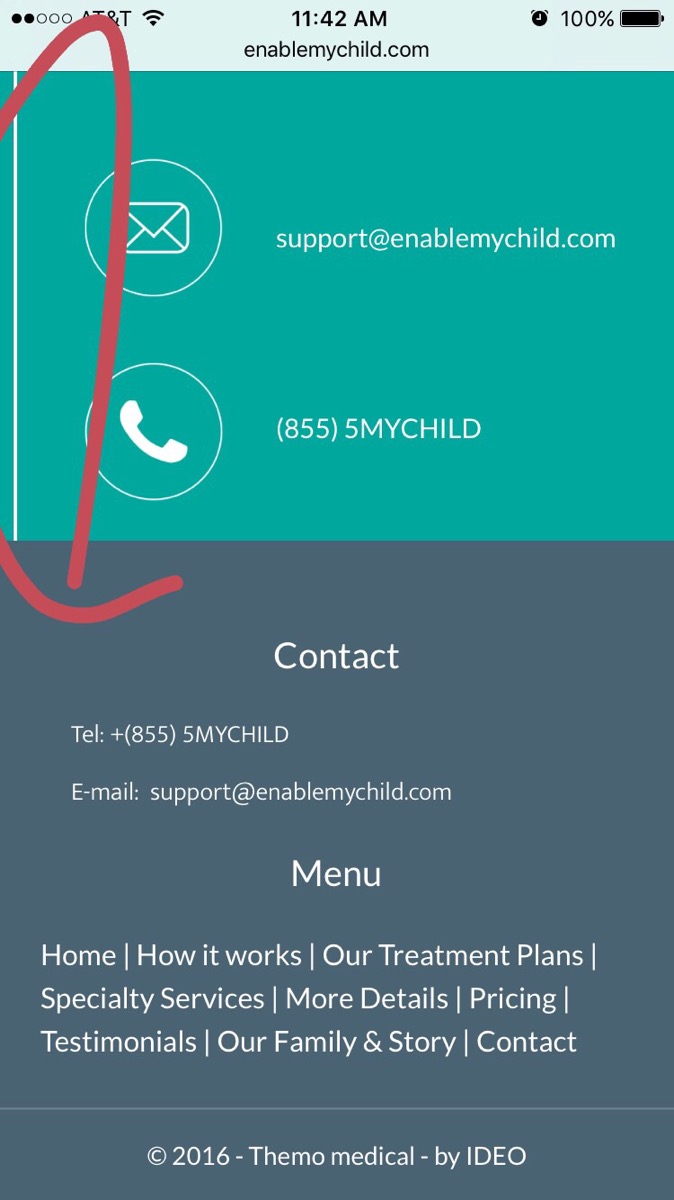 AT&T 11:42 AM 100%
enablemychild.com
support@enablemychild.com
(855) 5MYCHILD
Contact
Tel: +(855) 5MYCHILD
E-mail: support@enablemychild.com
Menu
Home | How it works | Our Treatment Plans |
Specialty Services | More Details | Pricing |
Testimonials | Our Family & Story | Contact
© 2016 - Themo medical - by IDEO